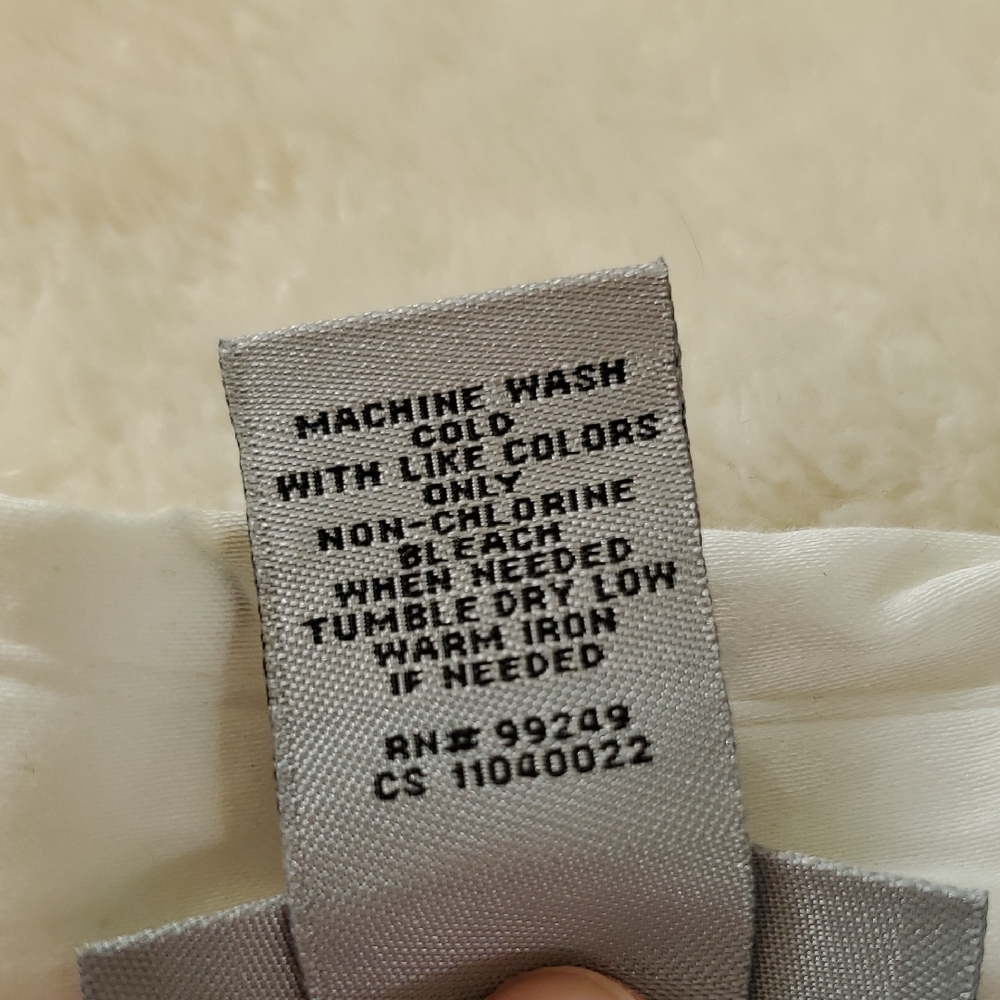 MACHINE WASH
COLD
WITH LIKE COLORS
ONLY
NON-CHLORINE
BLEACH
WHEN NEEDED
TUMBLE DRY LOW
WARM IRON
IF NEEDED
RN# 99249
CS 11040022